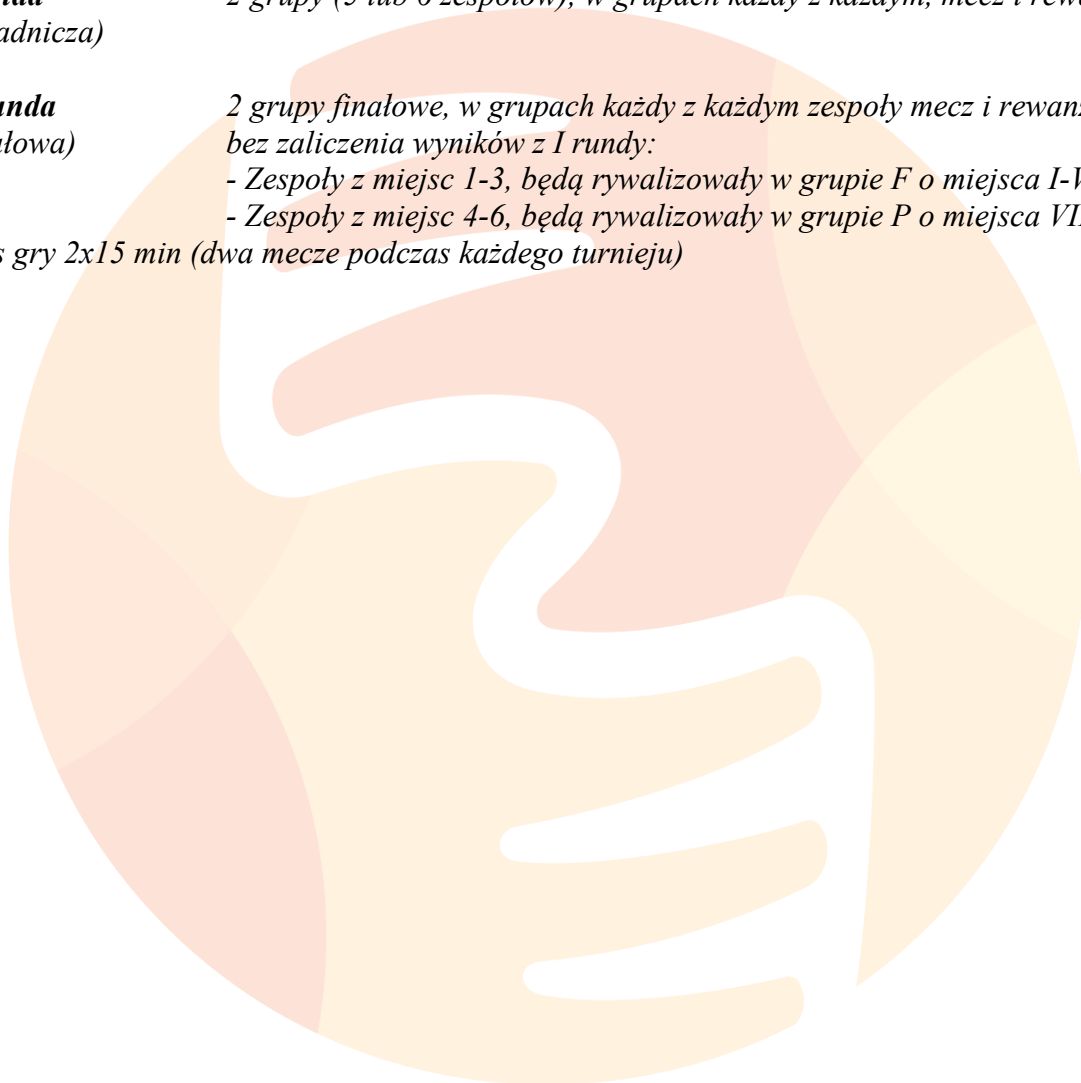 2 grupy (5 lub 6 zespołów), w grupach każdy z każdym, mecz i
adnicza)
unda 2 grupy finałowe, w grupach każdy z każdym zespoły mecz i rewanż
ałowa) bez zaliczenia wyników z I rundy:
- Zespoły z miejsc 1-3, będą rywalizowały w grupie F o miejsca I-V
- Zespoły z miejsc 4-6, będą rywalizowały w grupie P o miejsca VI
s gry 2x15 min (dwa mecze podczas każdego turnieju)